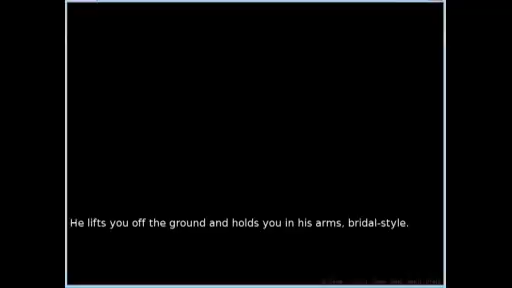 He lifts you off the ground and holds you in his arms, bridal-style.